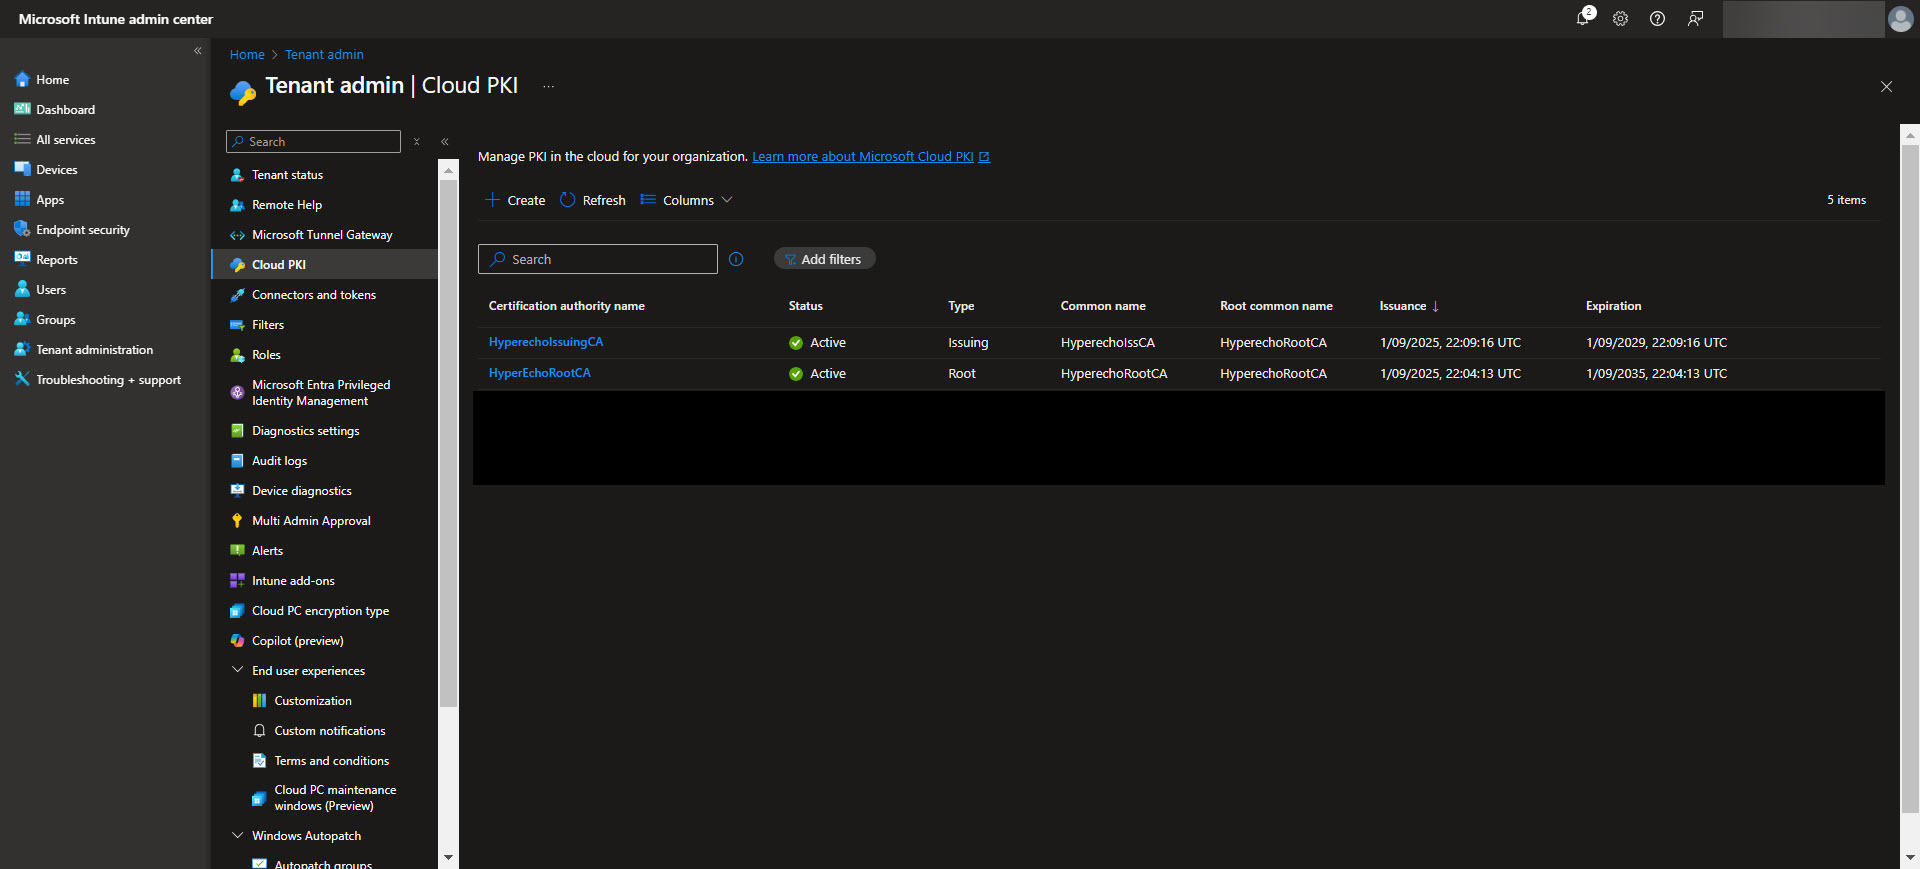 Microsoft Intune admin center
2
Home
Dashboard
All services
Devices
Apps
Endpoint security
Reports
Users
Groups
Tenant administration
Troubleshooting + support
Home > Tenant admin
Tenant admin | Cloud PKI ...
Search
Tenant status
Remote Help
Microsoft Tunnel Gateway
Cloud PKI
Connectors and tokens
Filters
Roles
Microsoft Entra Privileged
Identity Management
Diagnostics settings
Audit logs
Device diagnostics
Multi Admin Approval
Alerts
Intune add-ons
Cloud PC encryption type
Copilot (preview)
End user experiences
Customization
Custom notifications
Terms and conditions
Cloud PC maintenance
windows (Preview)
Windows Autopatch
Autopatch groups
Manage PKI in the cloud for your organization. Learn more about Microsoft Cloud PKI
Create Refresh Columns 5 items
Search Add filters
Certification authority name Status Type Common name Root common name Issuance ↓ Expiration
HyperechoIssuingCA Active Issuing HyperechoIssCA HyperechoRootCA 1/09/2025, 22:09:16 UTC 1/09/2029, 22:09:16 UTC
HyperEchoRootCA Active Root HyperechoRootCA HyperechoRootCA 1/09/2025, 22:04:13 UTC 1/09/2035, 22:04:13 UTC